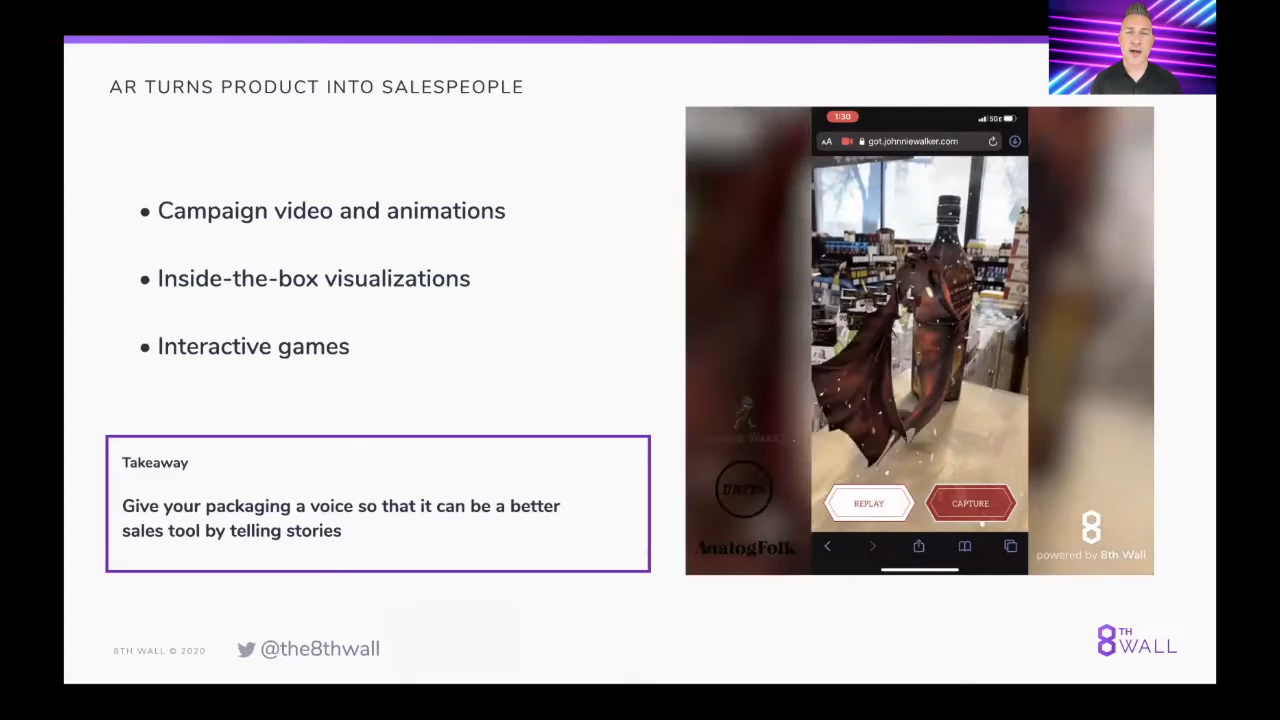 AR TURNS PRODUCT INTO SALESPEOPLE
• Campaign video and animations
• Inside-the-box visualizations
• Interactive games
Takeaway
Give your packaging a voice so that it can be a better
sales tool by telling stories
8TH WALL © 2020
@the8thwall
1:30
5GE
AA
got.johnniewalker.com
REPLAY
CAPTURE
AnalogFolk
8
powered by 8th Wall
8TH WALL